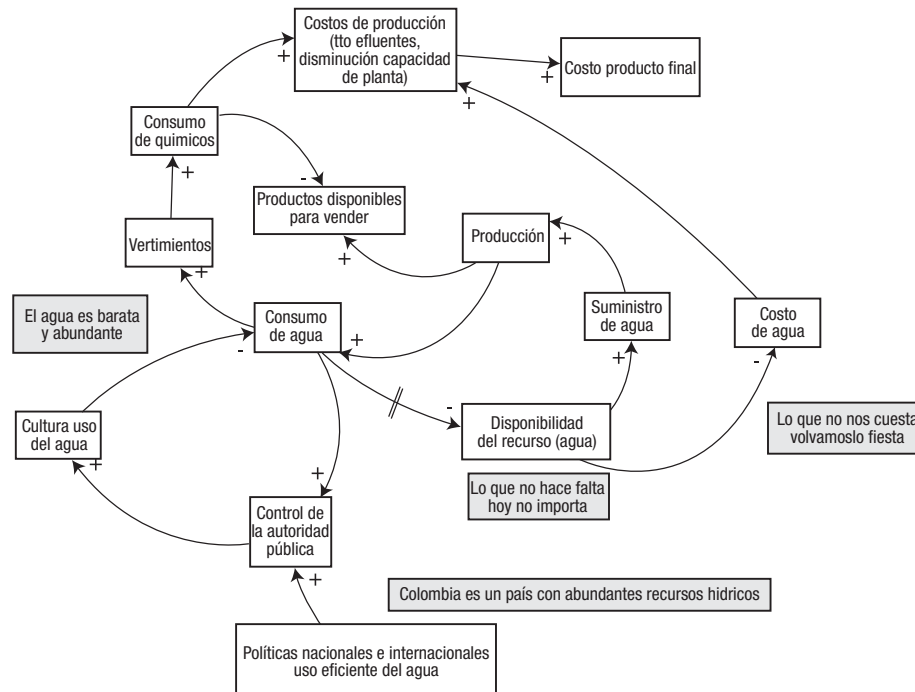 Costos de producción
(tto efluentes,
disminución capacidad
de planta)
+
+
Costo producto final
+
Consumo
de quimicos
+
-
Productos disponibles
para vender
+
Producción
+
Vertimientos
+
El agua es barata
y abundante
Consumo
de agua
+
-
Suministro
de agua
+
Costo
de agua
-
Cultura uso
del agua
+
-
Disponibilidad
del recurso (agua)
Lo que no nos cuesta
volvamoslo fiesta
Lo que no hace falta
hoy no importa
+
Control de
la autoridad
pública
+
Colombia es un país con abundantes recursos hidricos
Políticas nacionales e internacionales
uso eficiente del agua